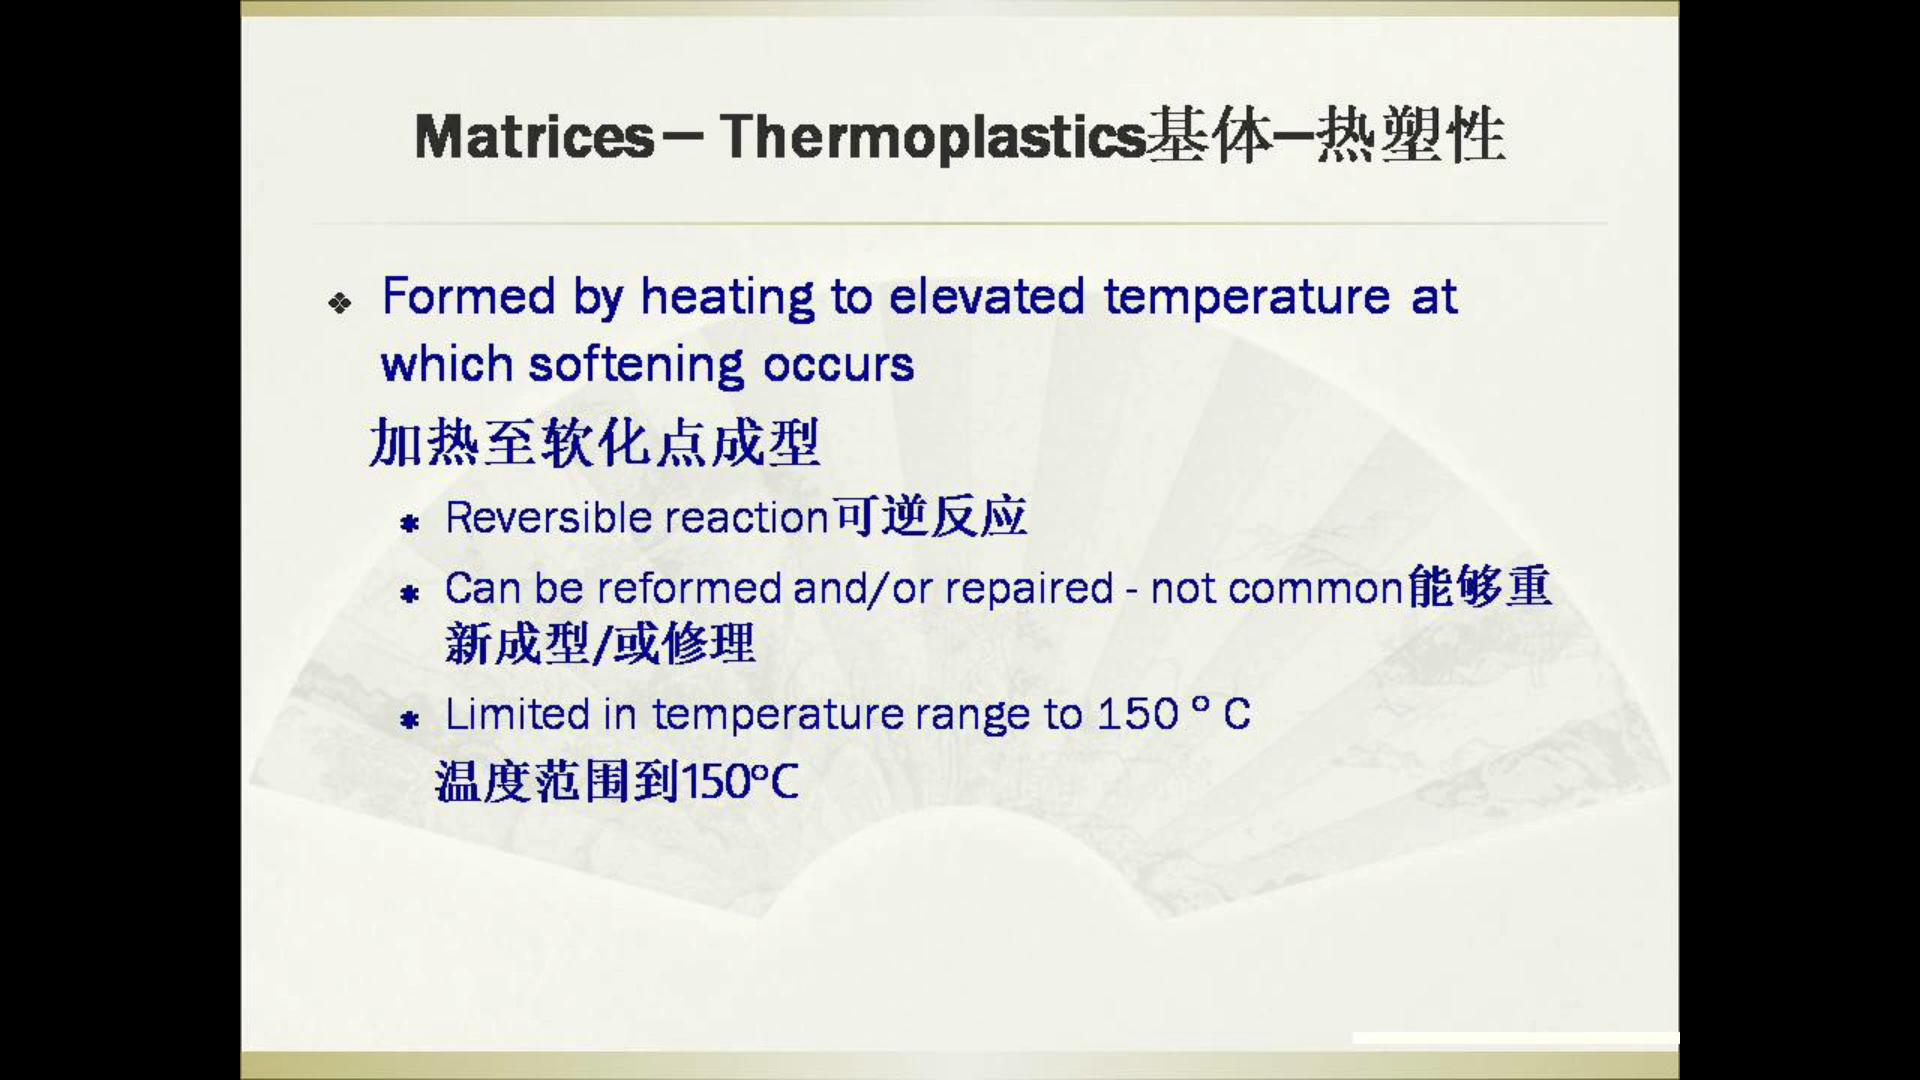 Matrices－Thermoplastics基体—热塑性
Formed by heating to elevated temperature at
which softening occurs
加热至软化点成型
Reversible reaction可逆反应
Can be reformed and/or repaired - not common能够重
新成型/或修理
Limited in temperature range to 150 º C
温度范围到150ºC